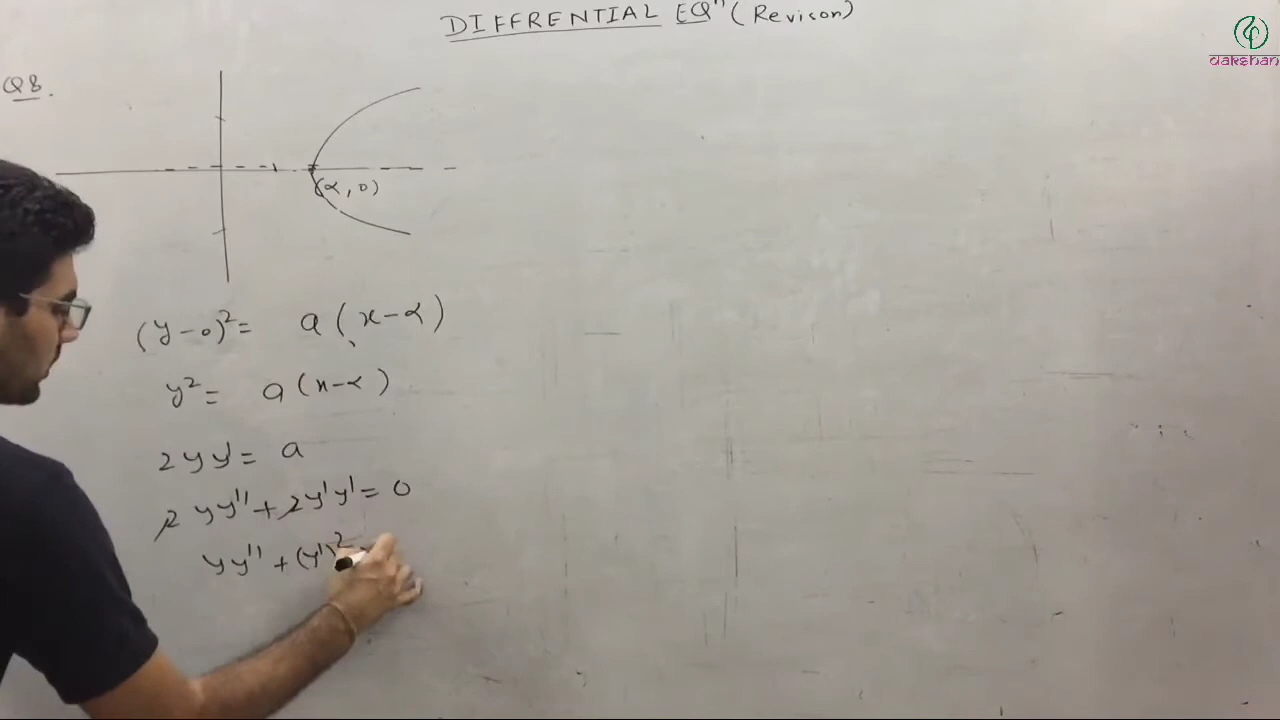 DIFFRENTIAL EQⁿ (Revison)
dakshan
Q8.
(α, 0)
(y-0)² = a(x-α)
y² = a(x-α)
2yy' = a
2yy'' + 2y'y' = 0
yy'' + (y')²